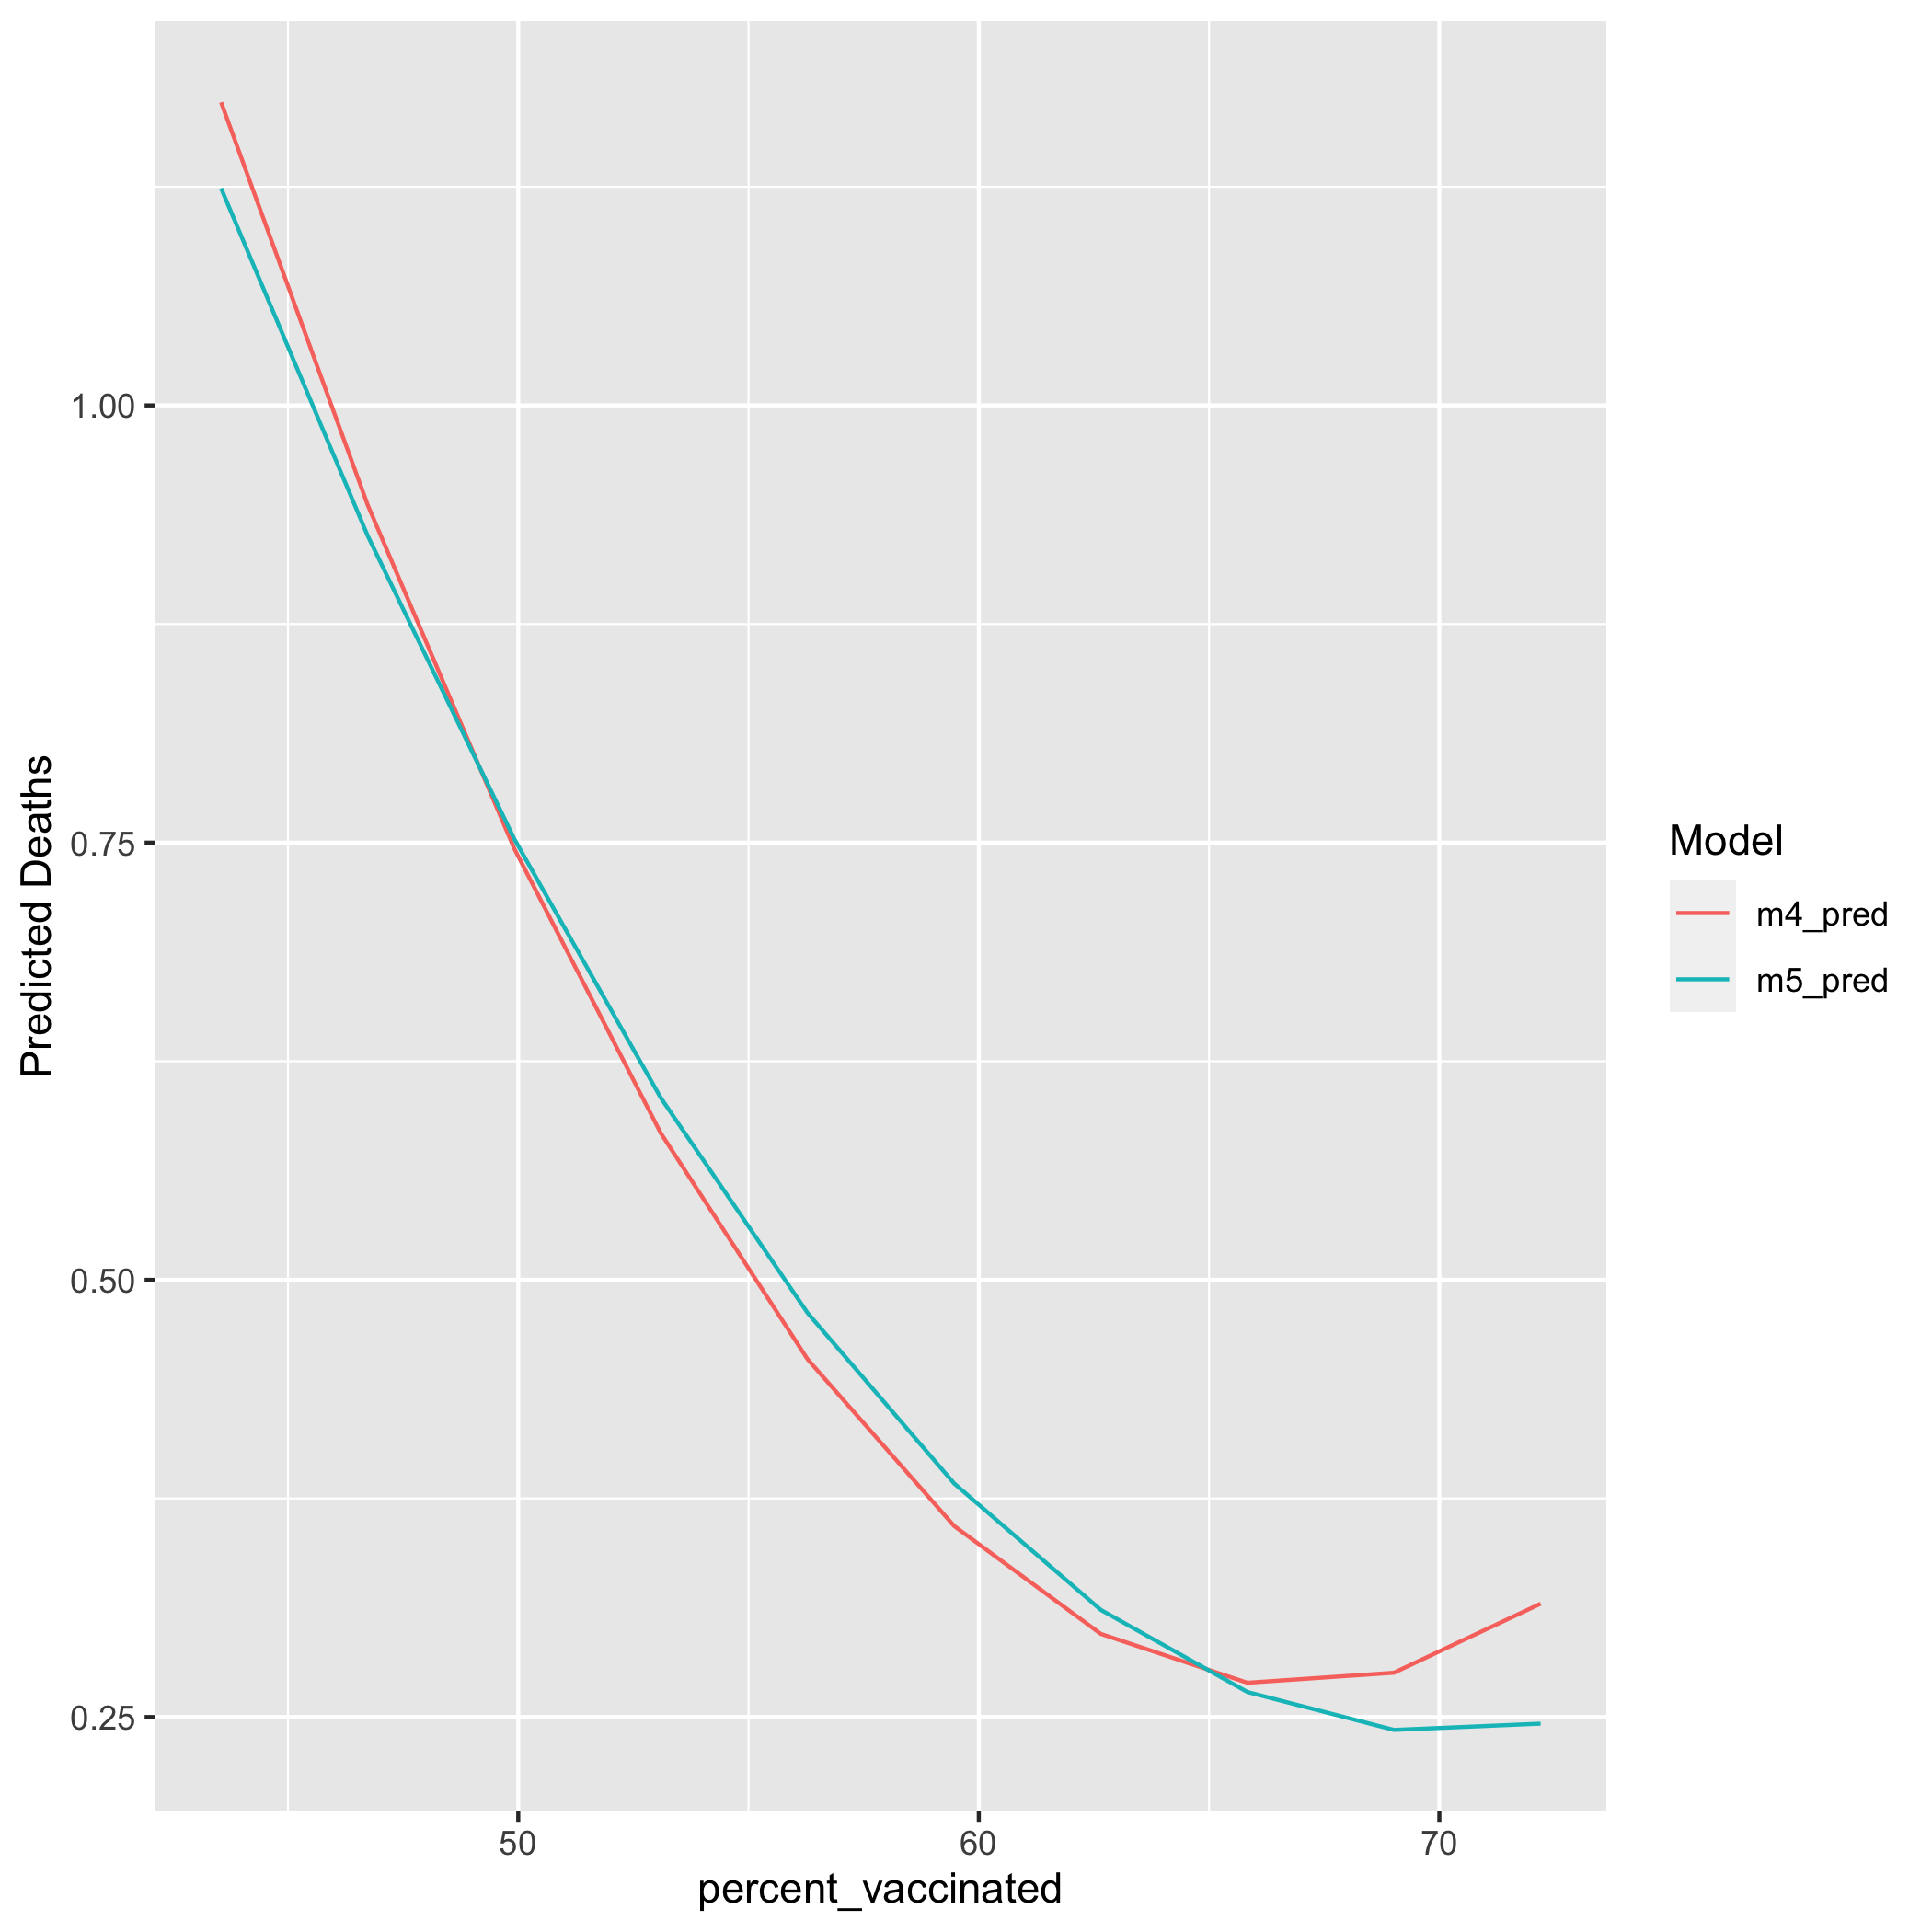 1.00
0.75
0.50
0.25
Predicted Deaths
50 60 70
percent_vaccinated
Model
m4_pred
m5_pred